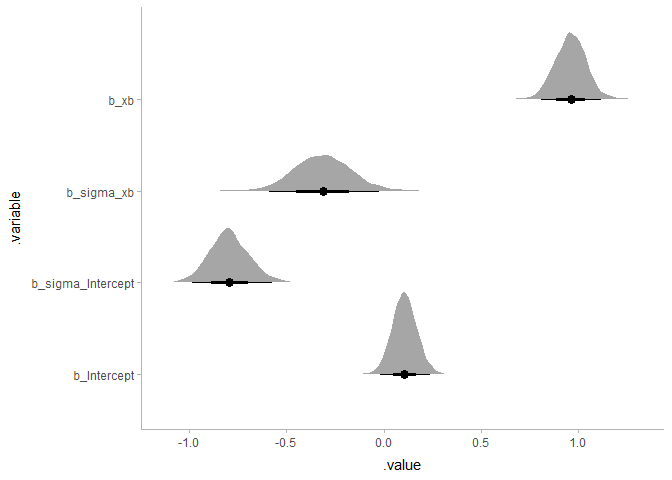 b_xb
b_sigma_xb
b_sigma_Intercept
b_Intercept
.variable
-1.0 -0.5 0.0 0.5 1.0
.value